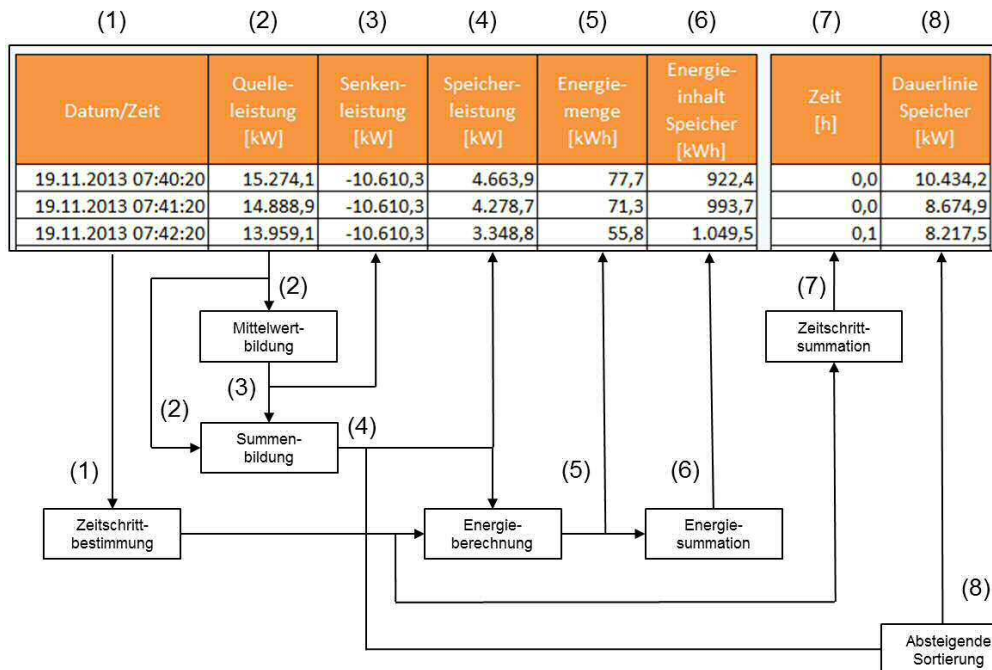 (1) (2) (3) (4) (5) (6) (7) (8)
Datum/Zeit
Quelle-
leistung
[kW]
Senken-
leistung
[kW]
Speicher-
leistung
[kW]
Energie-
menge
[kWh]
Energie-
inhalt
Speicher
[kWh]
Zeit
[h]
Dauerlinie
Speicher
[kW]
19.11.2013 07:40:20 15.274,1 -10.610,3 4.663,9 77,7 922,4 0,0 10.434,2
19.11.2013 07:41:20 14.888,9 -10.610,3 4.278,7 71,3 993,7 0,0 8.674,9
19.11.2013 07:42:20 13.959,1 -10.610,3 3.348,8 55,8 1.049,5 0,1 8.217,5
(2)
(7)
Mittelwert-
bildung
Zeitschritt-
summation
(3)
(2)
(4)
Summen-
bildung
(1)
(5)
(6)
Zeitschritt-
bestimmung
Energie-
berechnung
Energie-
summation
(8)
Absteigende
Sortierung